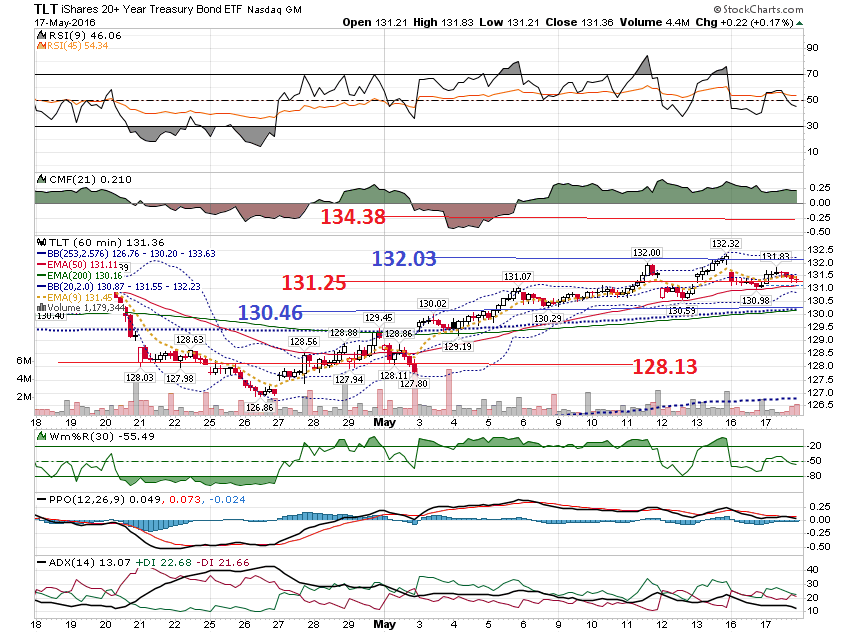 TLT iShares 20+ Year Treasury Bond ETF Nasdaq GM
© StockCharts.com
17-May-2016
Open 131.21 High 131.83 Low 131.21 Close 131.36 Volume 4.4M Chg +0.22 (+0.17%)
RSI(9) 46.06
RSI(45) 54.34
90
70
50
30
10
CMF(21) 0.210
0.25
0.00
-0.25
-0.50
134.38
TLT (60 min) 131.36
BB(253,2.576) 126.76 - 130.20 - 133.63
EMA(50) 131.11
EMA(200) 130.16
BB(20,2.0) 130.87 - 131.55 - 132.23
EMA(9) 131.45
Volume 1,179,344
130.40
132.03
131.25
130.46
128.13
128.03
128.63
127.98
126.86
128.56
128.88
127.94
129.45
128.86
128.11
127.80
130.02
129.19
131.07
130.29
132.00
130.59
132.32
130.98
131.83
132.5
132.0
131.5
131.0
130.5
130.0
129.5
129.0
128.5
128.0
127.5
127.0
126.5
6M
4M
2M
18 19 20 21 22 25 26 27 28 29 May 3 4 5 6 9 10 11 12 13 16 17
Wm%R(30) -55.49
-20
-50
-80
PPO(12,26,9) 0.049, 0.073, -0.024
0.25
0.00
-0.25
-0.50
ADX(14) 13.07 +DI 22.68 -DI 21.66
40
30
20
10
18 19 20 21 22 25 26 27 28 29 May 3 4 5 6 9 10 11 12 13 16 17